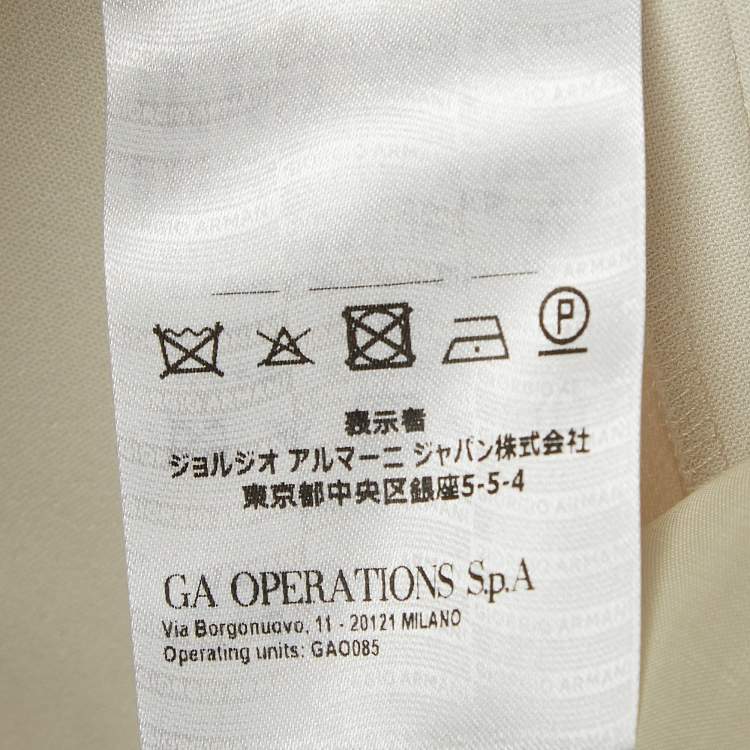 P
表示者
ジョルジオ アルマーニ ジャパン株式会社
東京都中央区銀座5-5-4
GA OPERATIONS S.p.A
Via Borgonuovo, 11 - 20121 MILANO
Operating units: GAO085